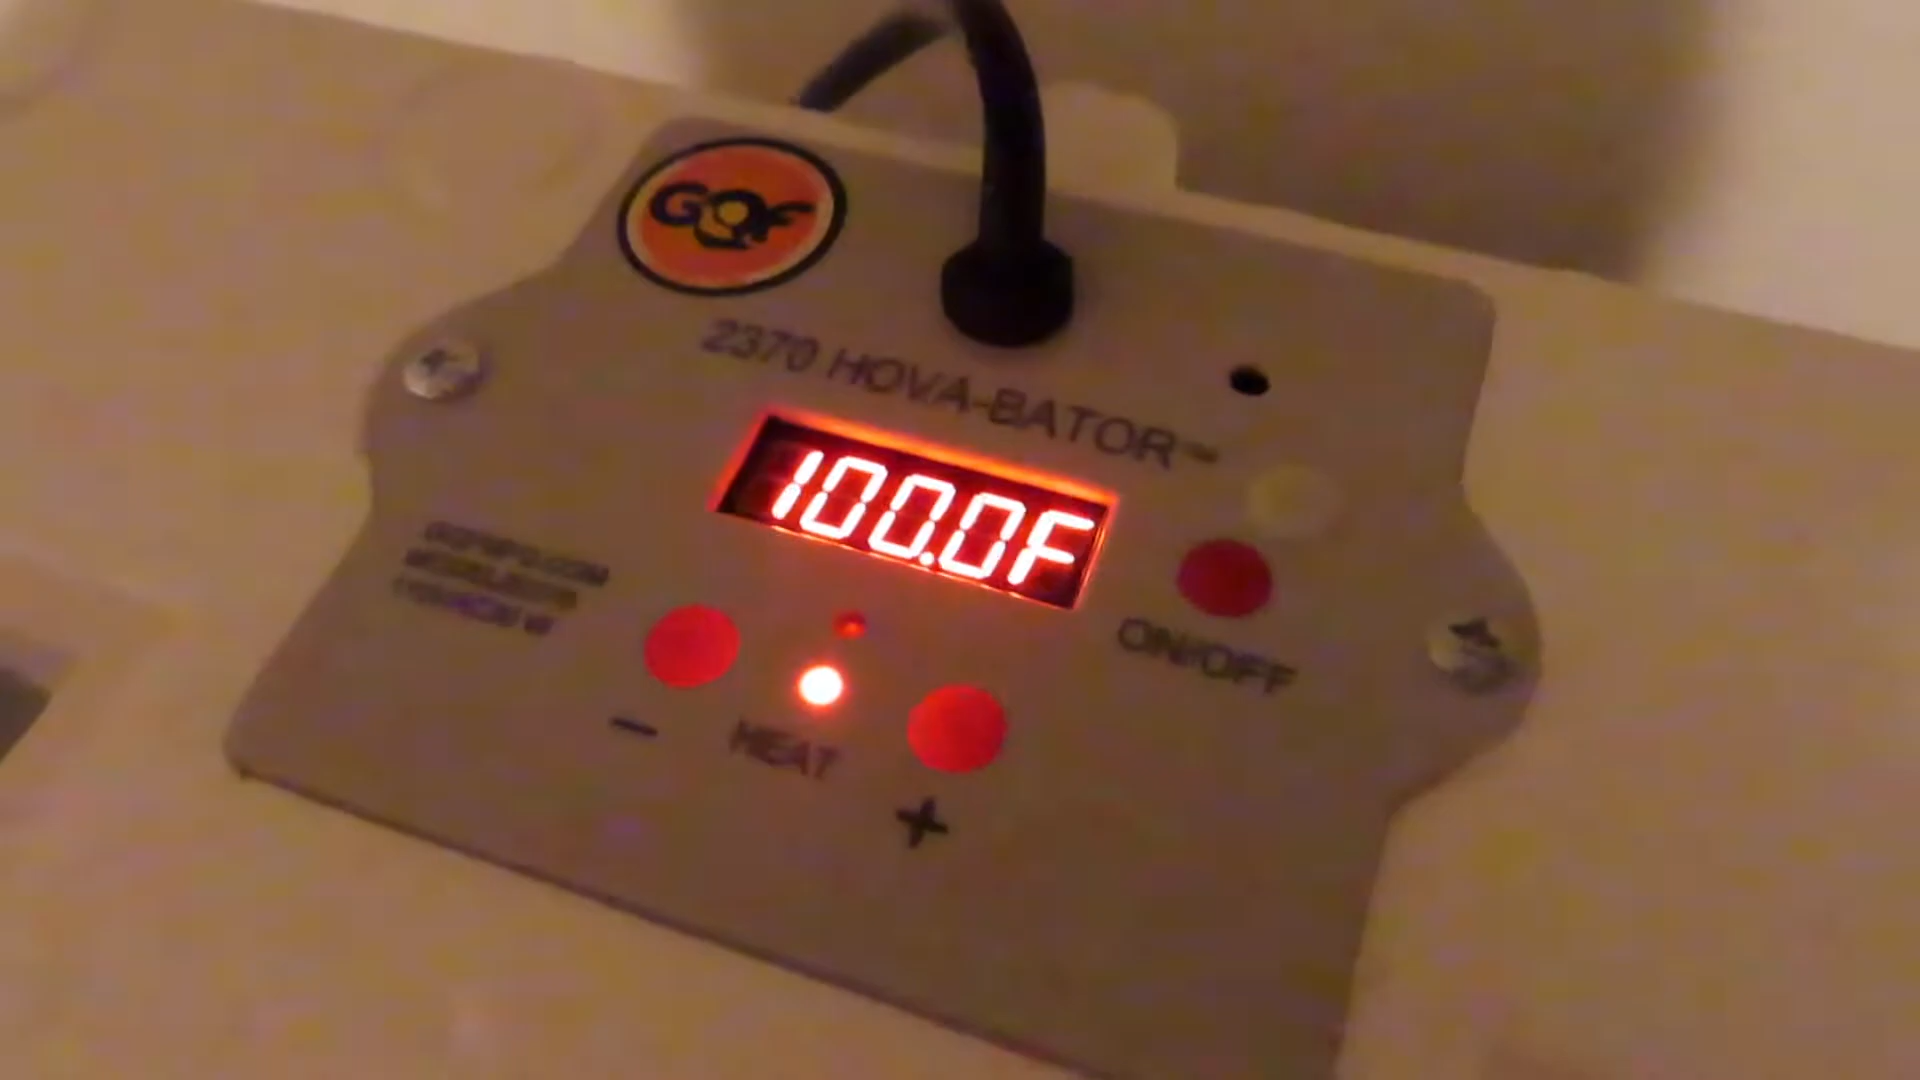 GQF
2370 HOVA-BATOR™
100.0F
ON/OFF
−
HEAT
+